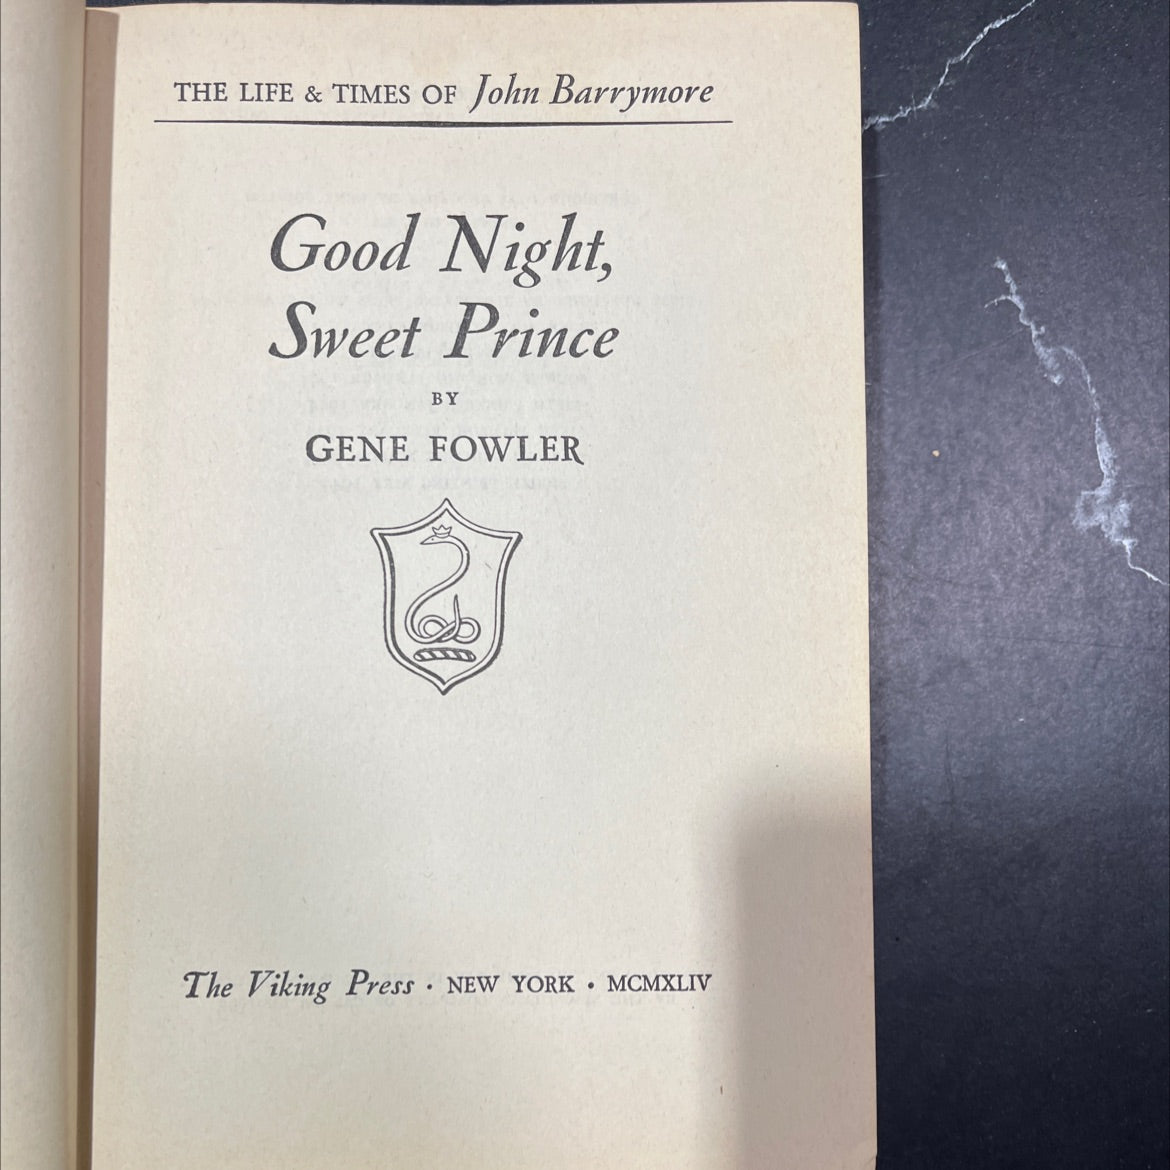 THE LIFE & TIMES OF John Barrymore
Good Night,
Sweet Prince
BY
GENE FOWLER
The Viking Press · NEW YORK · MCMXLIV